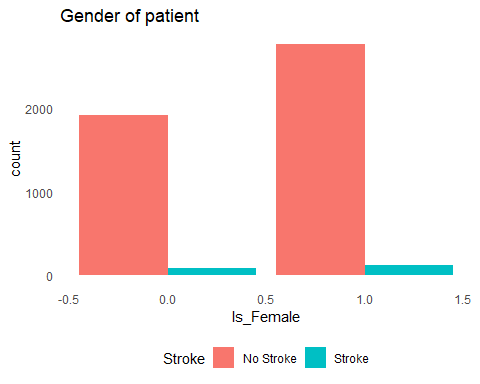 Gender of patient
2000
1000
0
count
-0.5 0.0 0.5 1.0 1.5
Is_Female
Stroke No Stroke Stroke